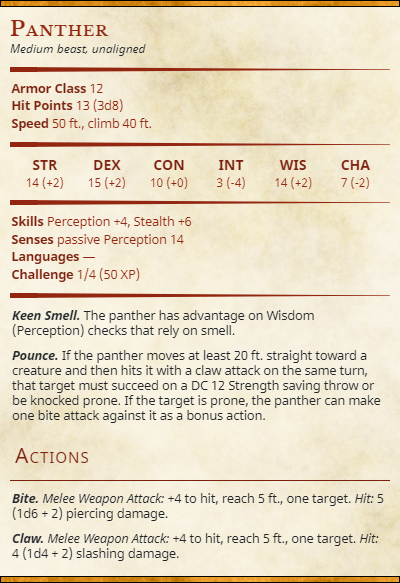 PANTHER
Medium beast, unaligned
Armor Class 12
Hit Points 13 (3d8)
Speed 50 ft., climb 40 ft.
STR DEX CON INT WIS CHA
14 (+2) 15 (+2) 10 (+0) 3 (-4) 14 (+2) 7 (-2)
Skills Perception +4, Stealth +6
Senses passive Perception 14
Languages —
Challenge 1/4 (50 XP)
Keen Smell. The panther has advantage on Wisdom
(Perception) checks that rely on smell.
Pounce. If the panther moves at least 20 ft. straight toward a
creature and then hits it with a claw attack on the same turn,
that target must succeed on a DC 12 Strength saving throw or
be knocked prone. If the target is prone, the panther can make
one bite attack against it as a bonus action.
ACTIONS
Bite. Melee Weapon Attack: +4 to hit, reach 5 ft., one target. Hit: 5
(1d6 + 2) piercing damage.
Claw. Melee Weapon Attack: +4 to hit, reach 5 ft., one target. Hit:
4 (1d4 + 2) slashing damage.